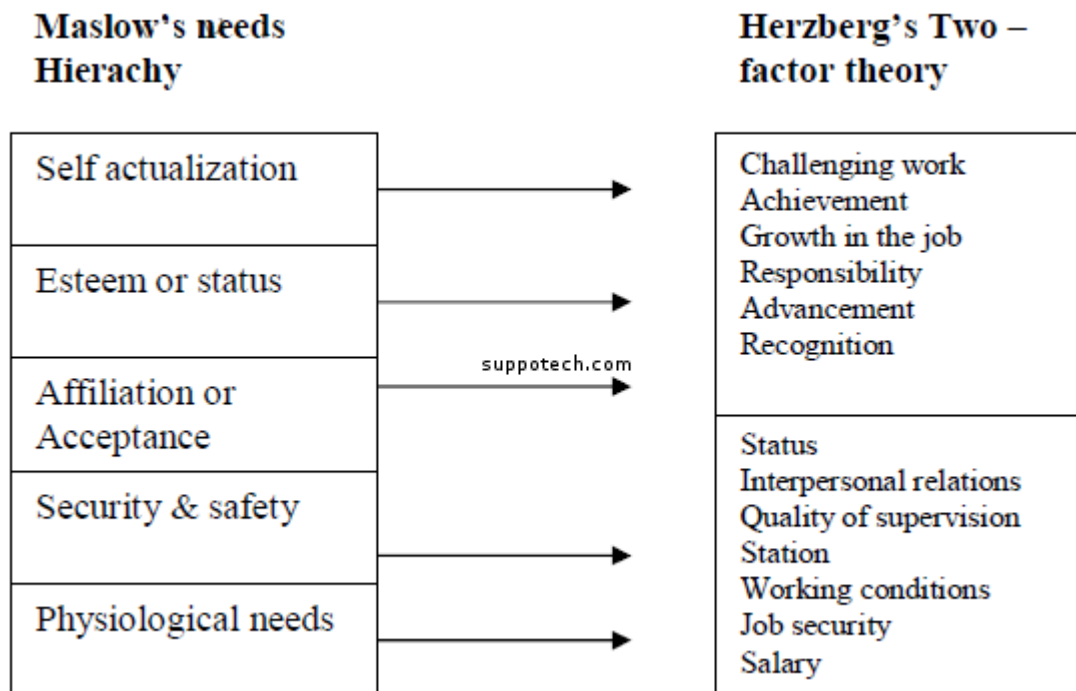 Maslow's needs
Hierachy
Herzberg's Two –
factor theory
Self actualization
Esteem or status
Affiliation or
Acceptance
Security & safety
Physiological needs
suppotech.com
Challenging work
Achievement
Growth in the job
Responsibility
Advancement
Recognition
Status
Interpersonal relations
Quality of supervision
Station
Working conditions
Job security
Salary